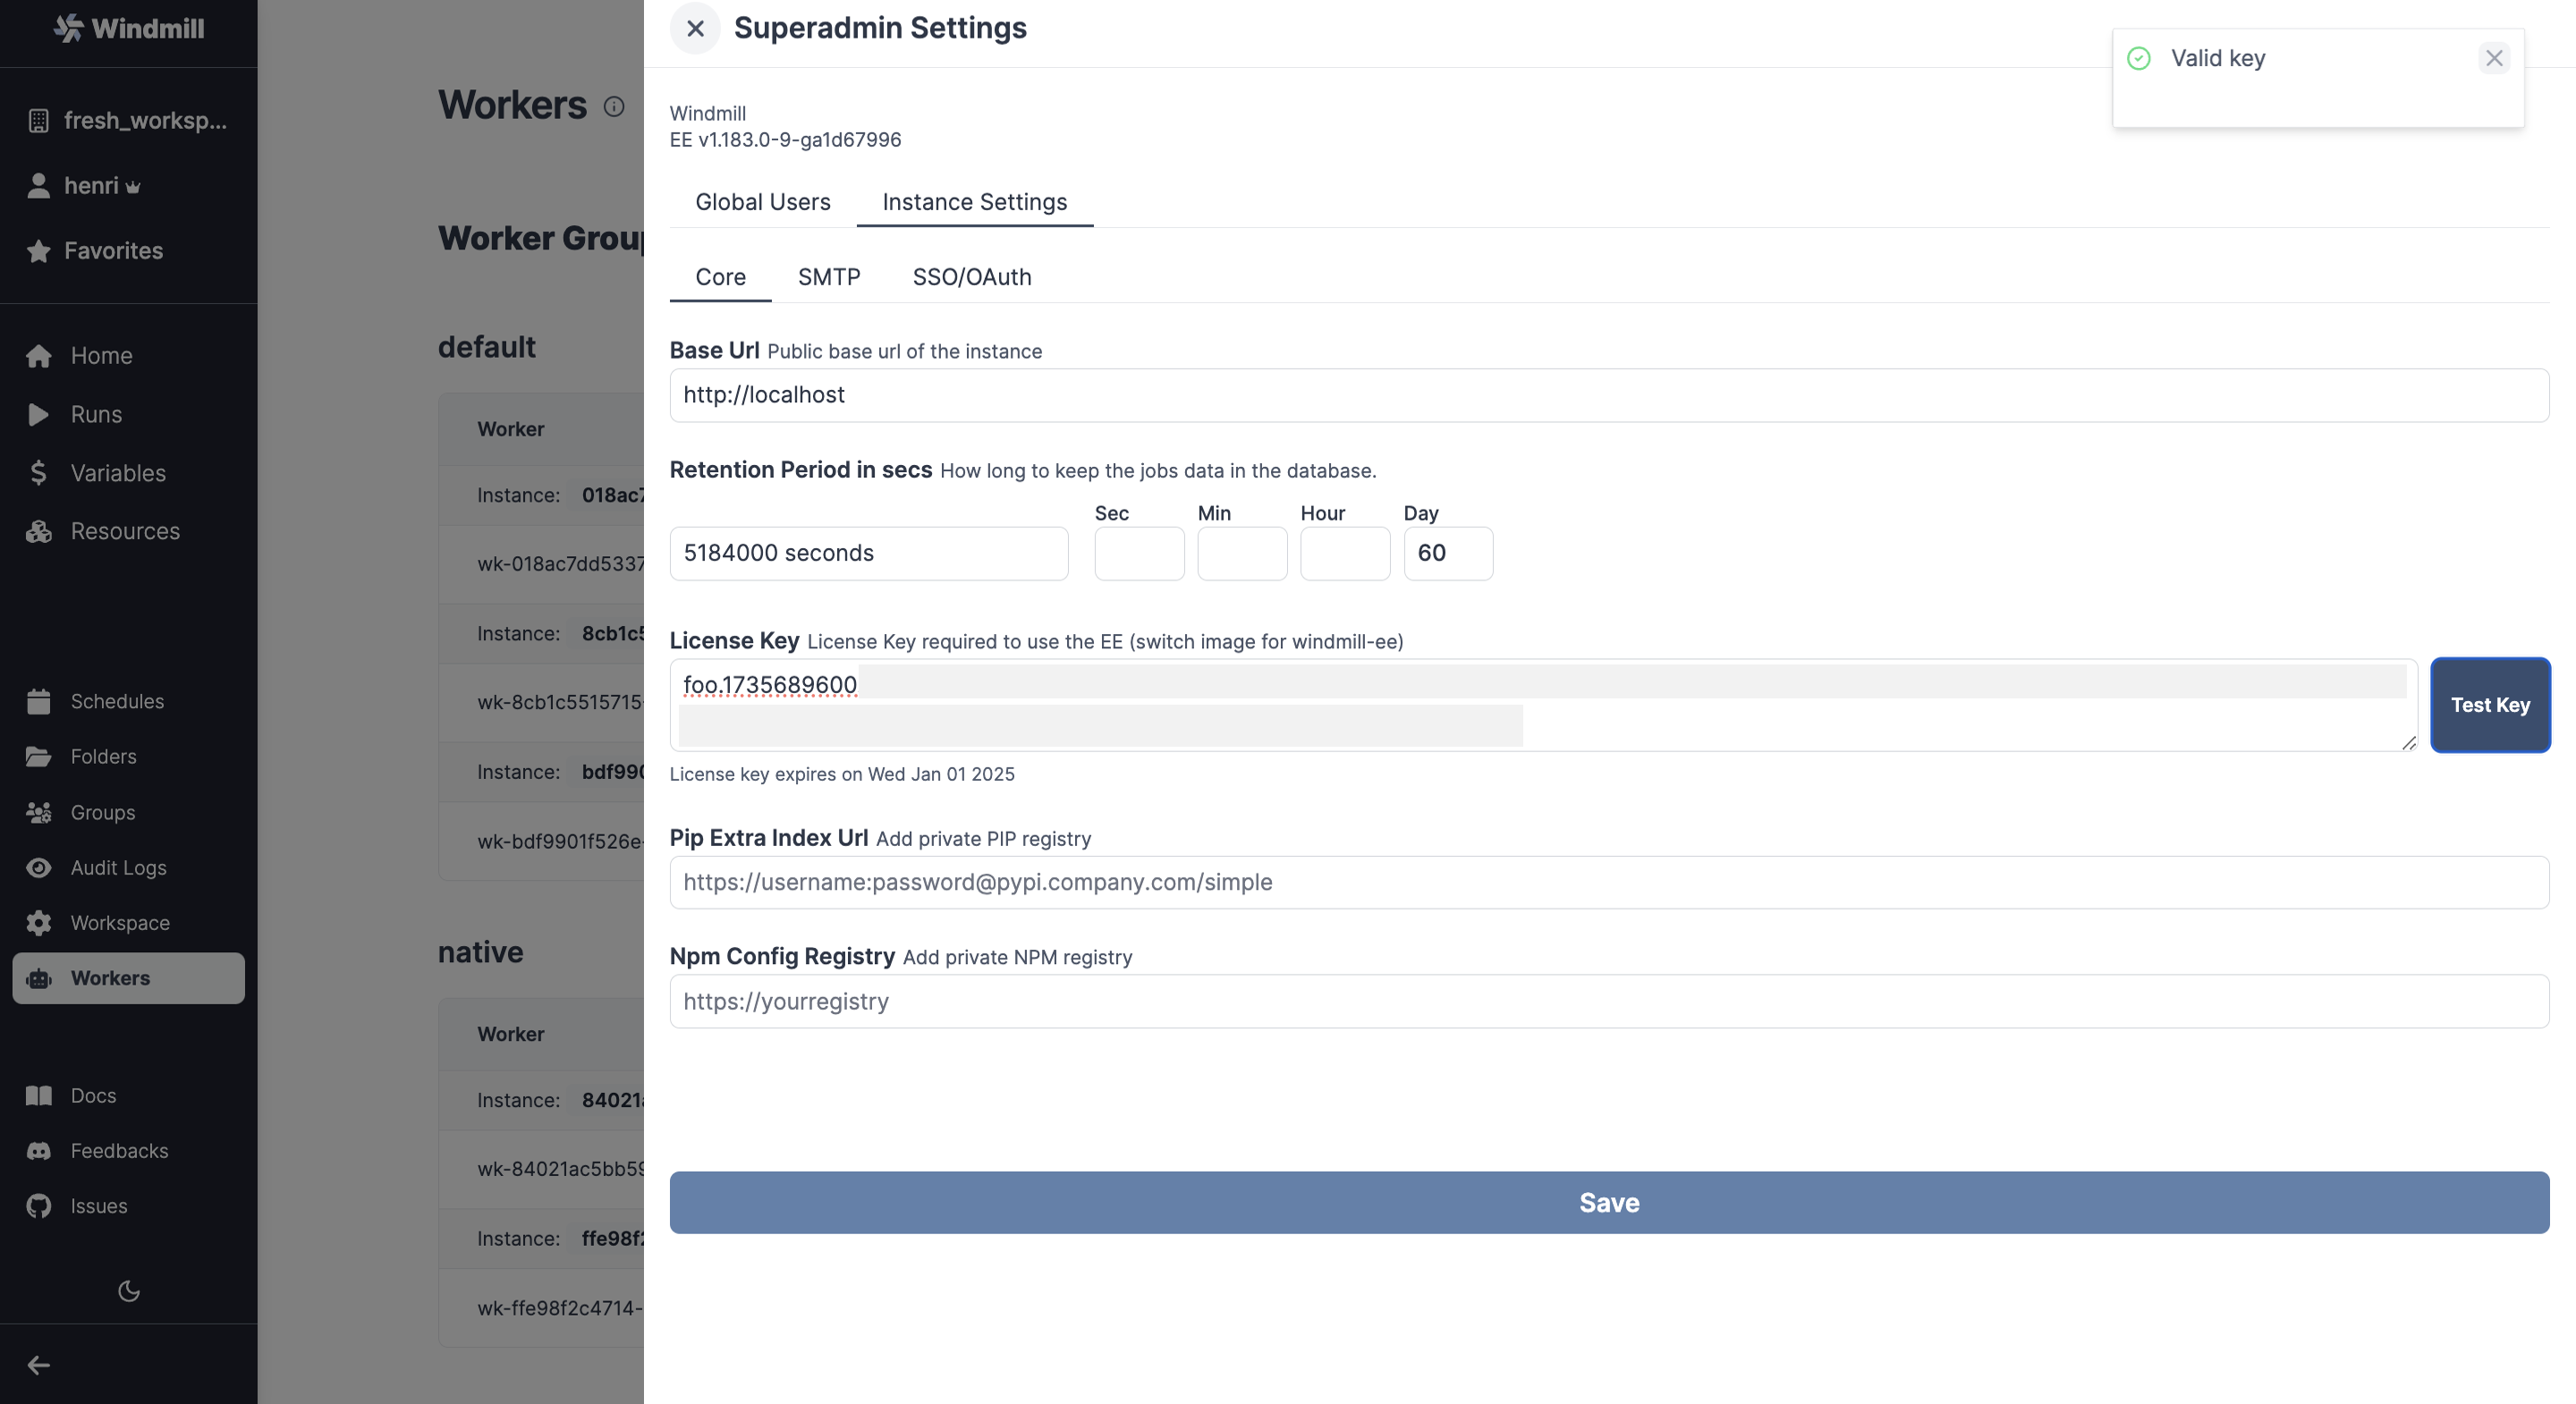 Windmill
fresh_worksp...
henri
Favorites
Home
Runs
Variables
Resources
Schedules
Folders
Groups
Audit Logs
Workspace
Workers
Docs
Feedbacks
Issues
Workers
Worker Grou
default
Worker
Instance: 018ac7
wk-018ac7dd5337
Instance: 8cb1c5
wk-8cb1c5515715-
Instance: bdf990
wk-bdf9901f526e-
native
Worker
Instance: 84021a
wk-84021ac5bb59
Instance: ffe98f2
wk-ffe98f2c4714-
Superadmin Settings
Valid key
Windmill
EE v1.183.0-9-ga1d67996
Global Users Instance Settings
Core SMTP SSO/OAuth
Base Url Public base url of the instance
http://localhost
Retention Period in secs How long to keep the jobs data in the database.
Sec Min Hour Day
5184000 seconds 60
License Key License Key required to use the EE (switch image for windmill-ee)
foo.1735689600
Test Key
License key expires on Wed Jan 01 2025
Pip Extra Index Url Add private PIP registry
https://username:password@pypi.company.com/simple
Npm Config Registry Add private NPM registry
https://yourregistry
Save